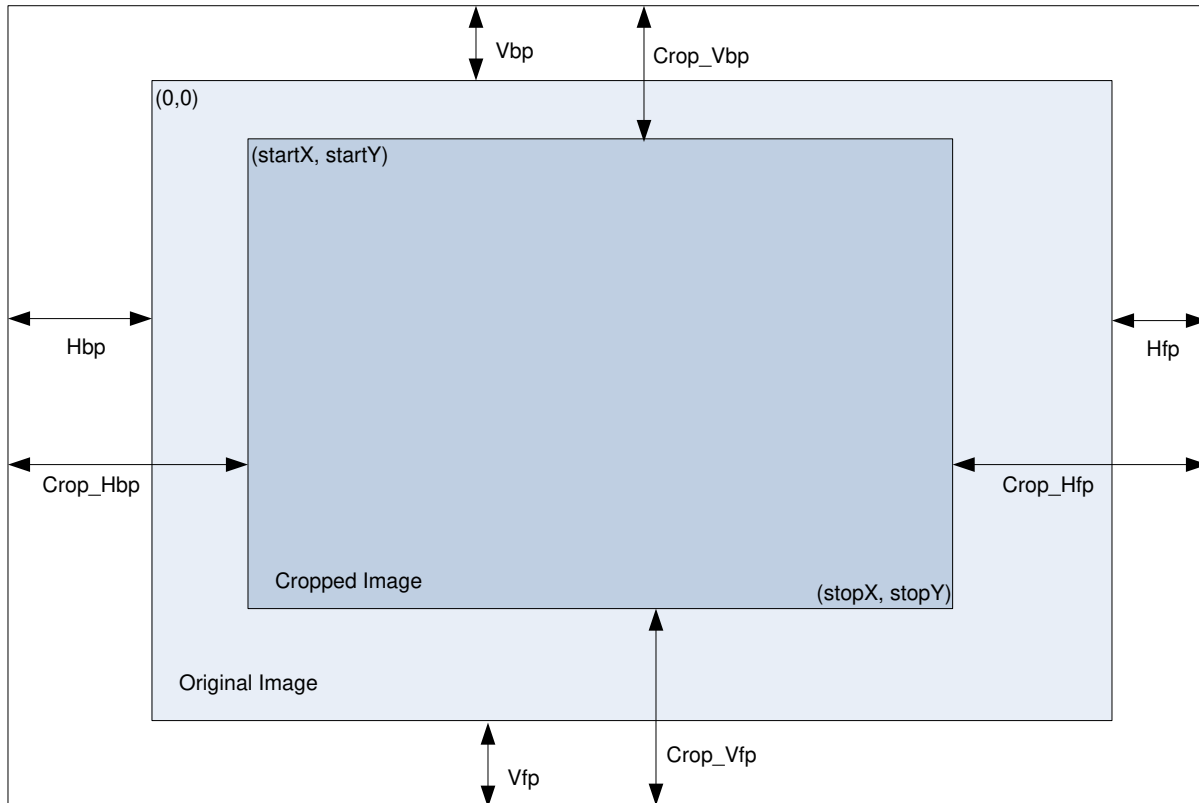 Vbp
Crop_Vbp
(0,0)
(startX, startY)
Hbp
Hfp
Crop_Hbp
Crop_Hfp
Cropped Image
(stopX, stopY)
Original Image
Crop_Vfp
Vfp